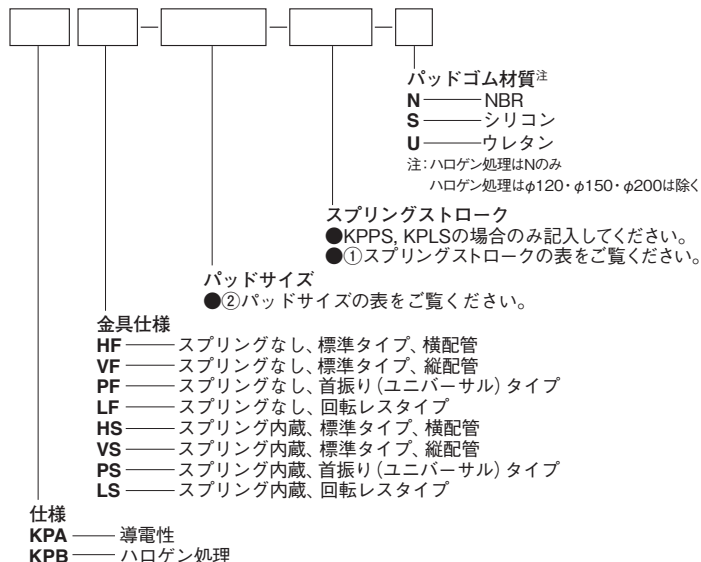 パッドゴム材質注
N ── NBR
S ── シリコン
U ── ウレタン
注：ハロゲン処理はNのみ
ハロゲン処理はφ120・φ150・φ200は除く
スプリングストローク
●KPPS, KPLSの場合のみ記入してください。
●①スプリングストロークの表をご覧ください。
パッドサイズ
●②パッドサイズの表をご覧ください。
金具仕様
HF ── スプリングなし、標準タイプ、横配管
VF ── スプリングなし、標準タイプ、縦配管
PF ── スプリングなし、首振り（ユニバーサル）タイプ
LF ── スプリングなし、回転レスタイプ
HS ── スプリング内蔵、標準タイプ、横配管
VS ── スプリング内蔵、標準タイプ、縦配管
PS ── スプリング内蔵、首振り（ユニバーサル）タイプ
LS ── スプリング内蔵、回転レスタイプ
仕様
KPA ── 導電性
KPB ── ハロゲン処理